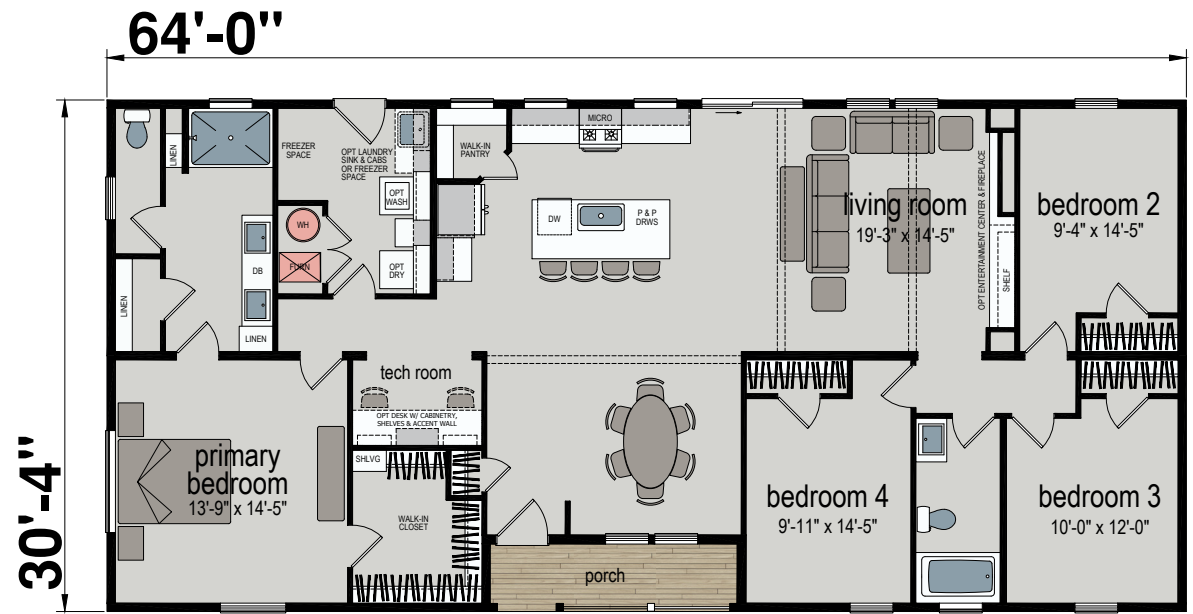 64'-0"
30'-4"
LINEN
FREEZER
SPACE
OPT LAUNDRY
SINK & CABS
OR FREEZER
SPACE
OPT
WASH
OPT
DRY
WH
FURN
DB
LINEN
LINEN
WALK-IN
PANTRY
MICRO
DW
P & P
DRWS
living room
19'-3" x 14'-5"
OPT ENTERTAINMENT CENTER & FIREPLACE
SHELF
bedroom 2
9'-4" x 14'-5"
tech room
OPT DESK W/ CABINETRY,
SHELVES & ACCENT WALL
SHLVG
WALK-IN
CLOSET
primary
bedroom
13'-9" x 14'-5"
porch
bedroom 4
9'-11" x 14'-5"
bedroom 3
10'-0" x 12'-0"